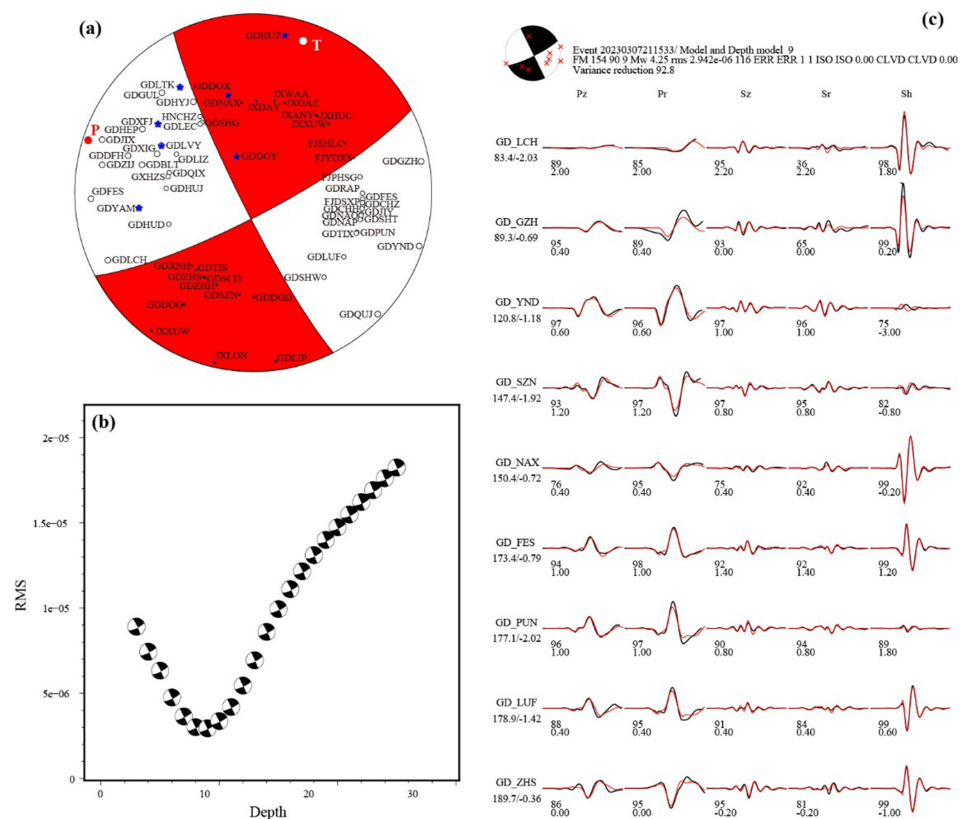 (a)
GDHUZ
T
GDLTK
GDGUL
GDDOX
GDHYJ
GDNAX
JXWAA
JXDAY
JXGAZ
HNCHZ
JXANY
JXHUC
GDXFJ
GDLEC
GDSHG
JXXUW
P
GDHEP
GDJIX
GDXIG
GDLVY
FJSHLC
GDDFH
GDLIZ
GDDOY
FJYDXS
GDZIJ
GDBLT
GDGZH
GXHZS
GDQIX
FJPHSG
GDFES
GDHUJ
GDRAP
GDFES
FJDSXP
GDCHZ
GDYAM
GDCHH
GDJIY
GDNAO
GDSHT
GDHUD
GDNAP
GDTIX
GDPUN
GDYND
GDLCH
GDLUF
GDXNH
GDTIS
GDZHS
GDSCD
GDSHW
GDZHH
GDSZN
GDDGD
GDDOG
GDQUJ
JXXUW
JXLON
GDLIP
(b)
2e-05
1.5e-05
1e-05
5e-06
0
RMS
0 10 20 30
Depth
(c)
Event 20230307211533/ Model and Depth model_9
FM 154 90 9 Mw 4.25 rms 2.942e-06 116 ERR ERR 1 1 ISO ISO 0.00 CLVD CLVD 0.00
Variance reduction 92.8
Pz Pr Sz Sr Sh
GD_LCH
83.4/-2.03
89 85 95 36 98
2.00 2.00 2.20 2.20 1.80
GD_GZH
89.3/-0.69
95 89 93 65 99
0.40 0.40 0.00 0.00 0.20
GD_YND
120.8/-1.18
97 96 97 96 75
0.60 0.60 1.00 1.00 -3.00
GD_SZN
147.4/-1.92
93 97 97 95 82
1.20 1.20 0.80 0.80 -0.80
GD_NAX
150.4/-0.72
76 95 75 92 99
0.40 0.40 0.40 0.40 -0.20
GD_FES
173.4/-0.79
94 98 92 94 99
1.00 1.00 1.40 1.40 1.20
GD_PUN
177.1/-2.02
96 97 90 94 89
1.00 1.00 0.80 0.80 1.80
GD_LUF
178.9/-1.42
88 95 91 84 99
0.40 0.40 0.40 0.40 0.60
GD_ZHS
189.7/-0.36
86 95 95 81 99
0.00 0.00 -0.20 -0.20 -1.00